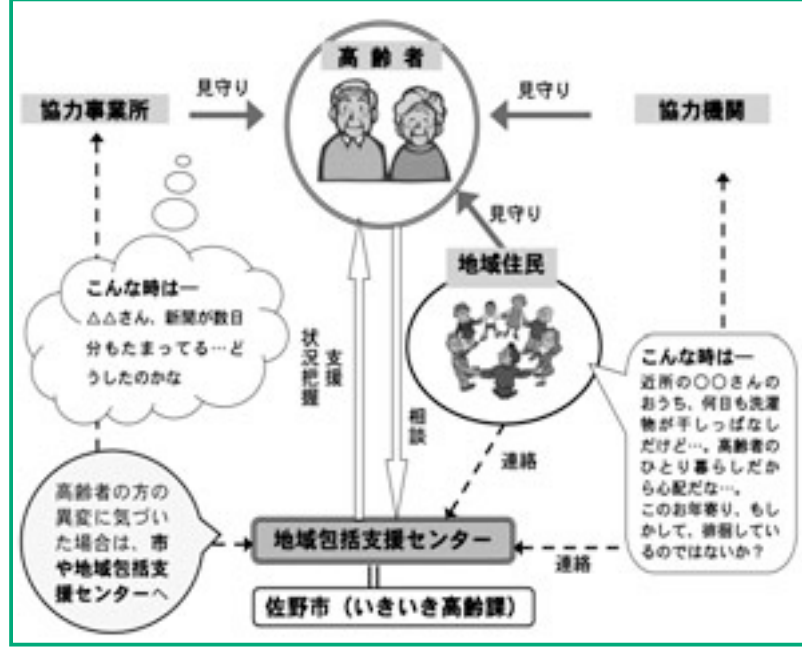 高齢者
見守り
見守り
協力事業所
協力機関
見守り
地域住民
こんな時は―
△△さん、新聞が数日
分もたまってる…ど
うしたのかな
支援
状況把握
相談
こんな時は―
近所の〇〇さんの
おうち、何日も洗濯
物が干しっぱなし
だけど…。高齢者の
ひとり暮らしだか
ら心配だな…。
このお年寄り、もし
かして、徘徊してい
るのではないか？
連絡
高齢者の方の
異変に気づい
た場合は、市
や地域包括支
援センターへ
地域包括支援センター
連絡
佐野市（いきいき高齢課）